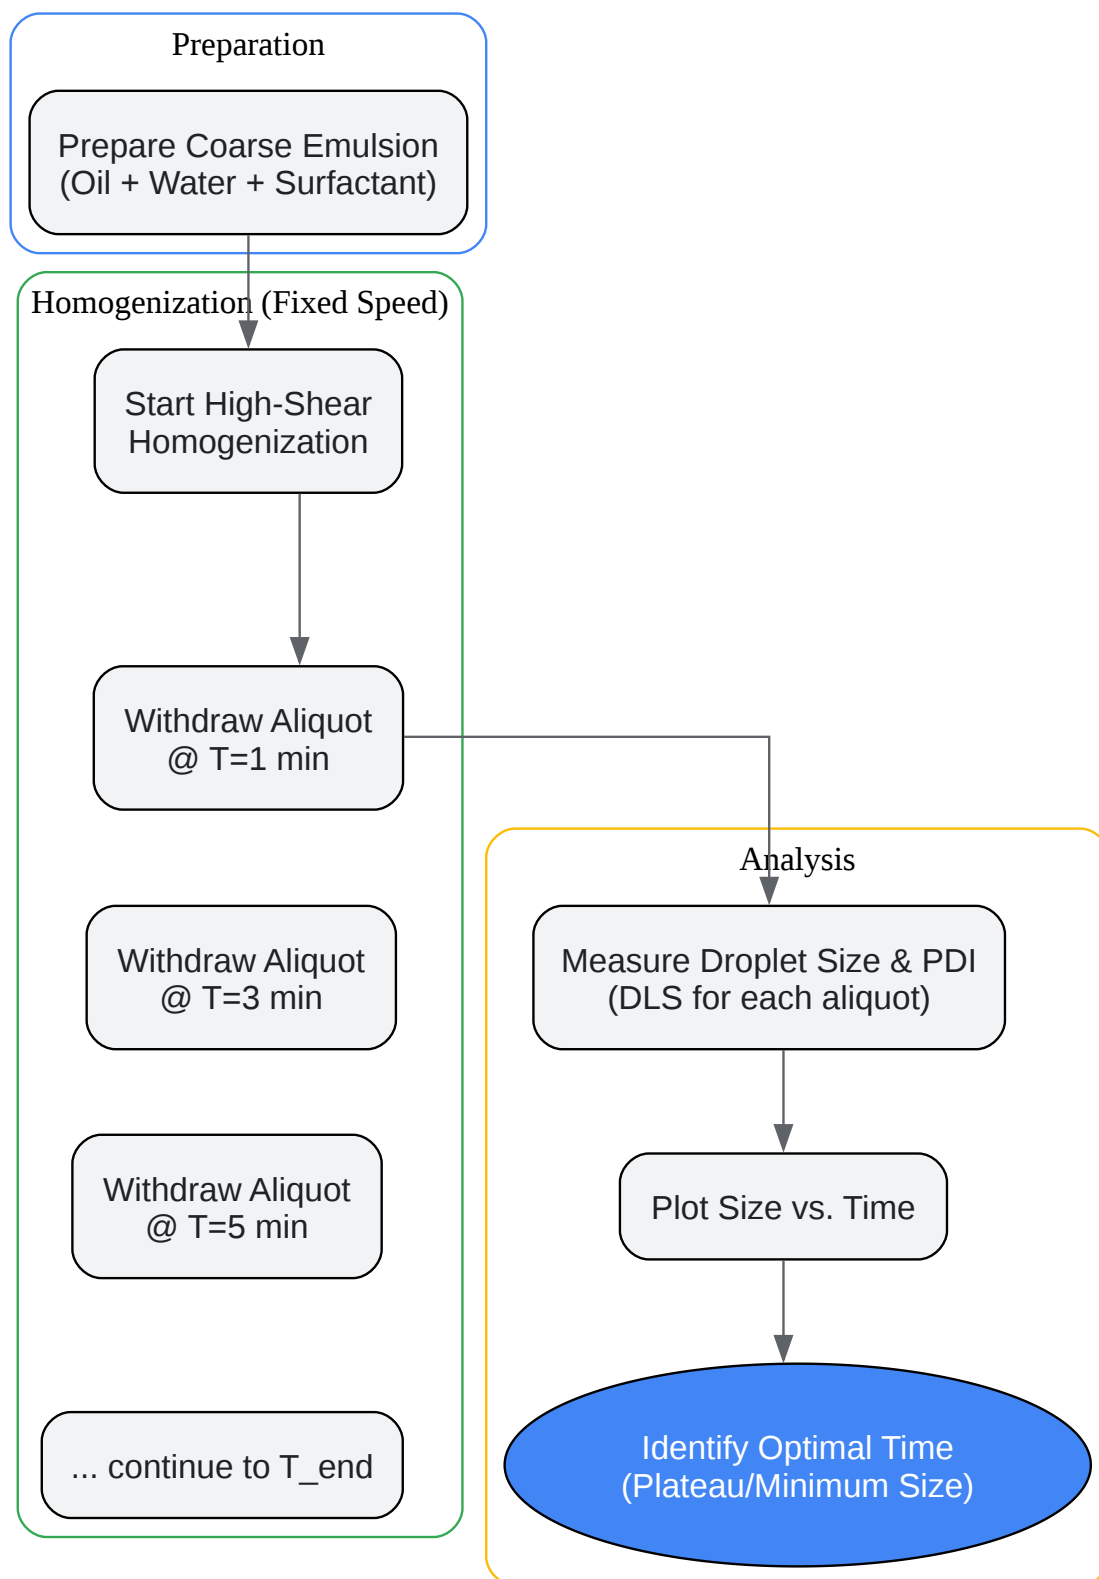 Preparation
Prepare Coarse Emulsion
(Oil + Water + Surfactant)
Homogenization (Fixed Speed)
Start High-Shear
Homogenization
Withdraw Aliquot
@ T=1 min
Withdraw Aliquot
@ T=3 min
Withdraw Aliquot
@ T=5 min
... continue to T_end
Analysis
Measure Droplet Size & PDI
(DLS for each aliquot)
Plot Size vs. Time
Identify Optimal Time
(Plateau/Minimum Size)